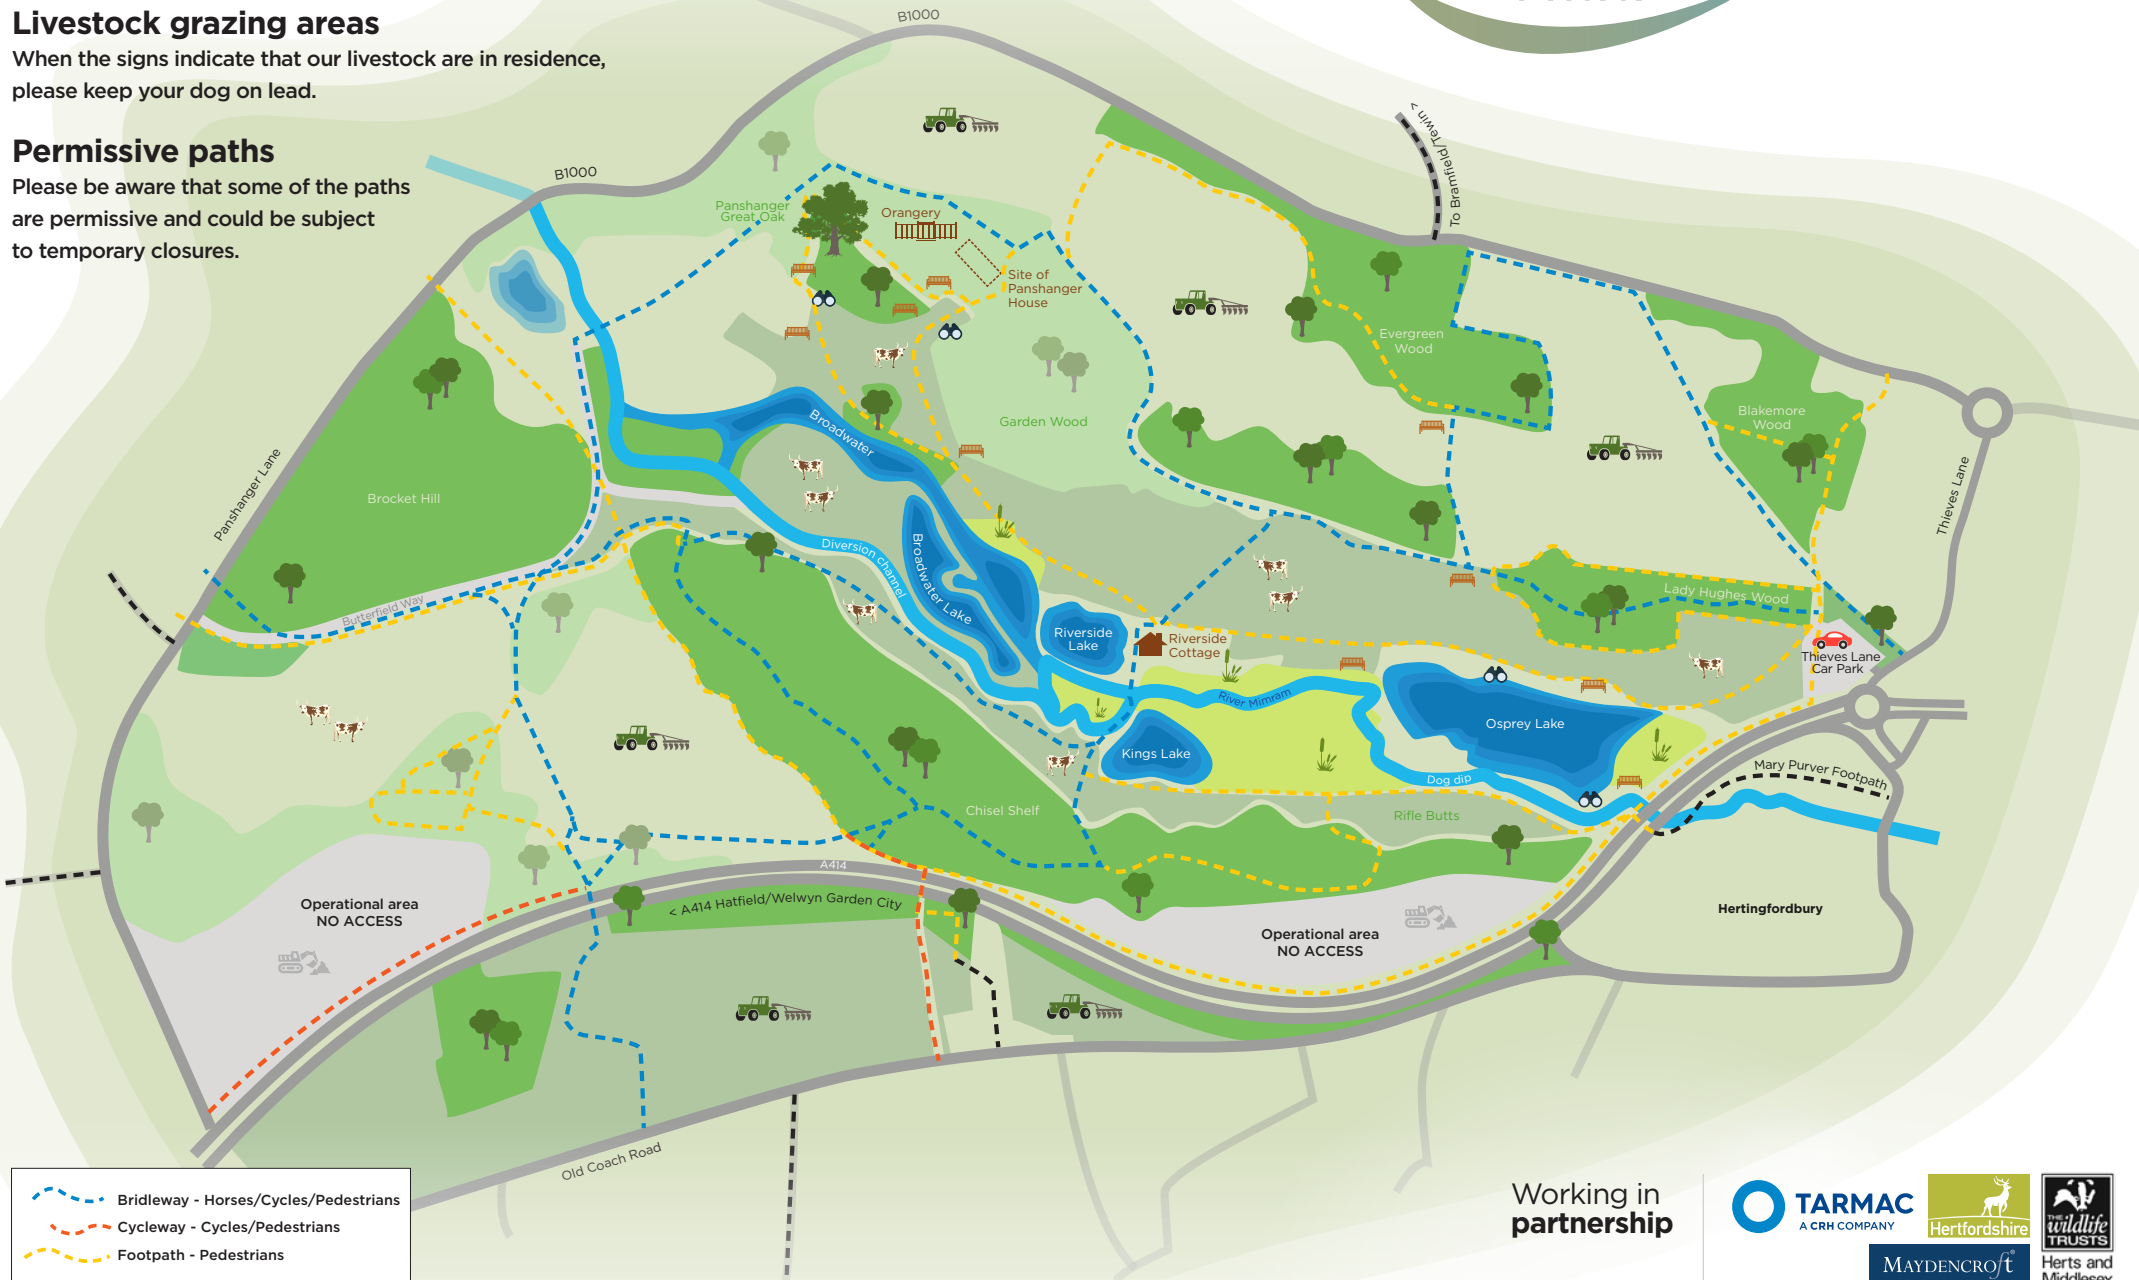 Livestock grazing areas
When the signs indicate that our livestock are in residence,
please keep your dog on lead.
Permissive paths
Please be aware that some of the paths
are permissive and could be subject
to temporary closures.
B1000
B1000
To Bramfield/Tewin >
Panshanger
Great Oak
Orangery
Site of
Panshanger
House
Evergreen
Wood
Garden Wood
Blakemore
Wood
Thieves Lane
Panshanger Lane
Brocket Hill
Broadwater
Diversion channel
Broadwater Lake
Butterfield Way
Riverside
Lake
Riverside
Cottage
Lady Hughes Wood
Thieves Lane
Car Park
River Mimram
Kings Lake
Osprey Lake
Dog dip
Mary Purver Footpath
Chisel Shelf
Rifle Butts
A414
< A414 Hatfield/Welwyn Garden City
Operational area
NO ACCESS
Operational area
NO ACCESS
Hertingfordbury
Old Coach Road
Bridleway - Horses/Cycles/Pedestrians
Cycleway - Cycles/Pedestrians
Footpath - Pedestrians
Working in
partnership
TARMAC
A CRH COMPANY
Hertfordshire
THE
wildlife
TRUSTS
Herts and
Middlesex
MAYDENCROft®